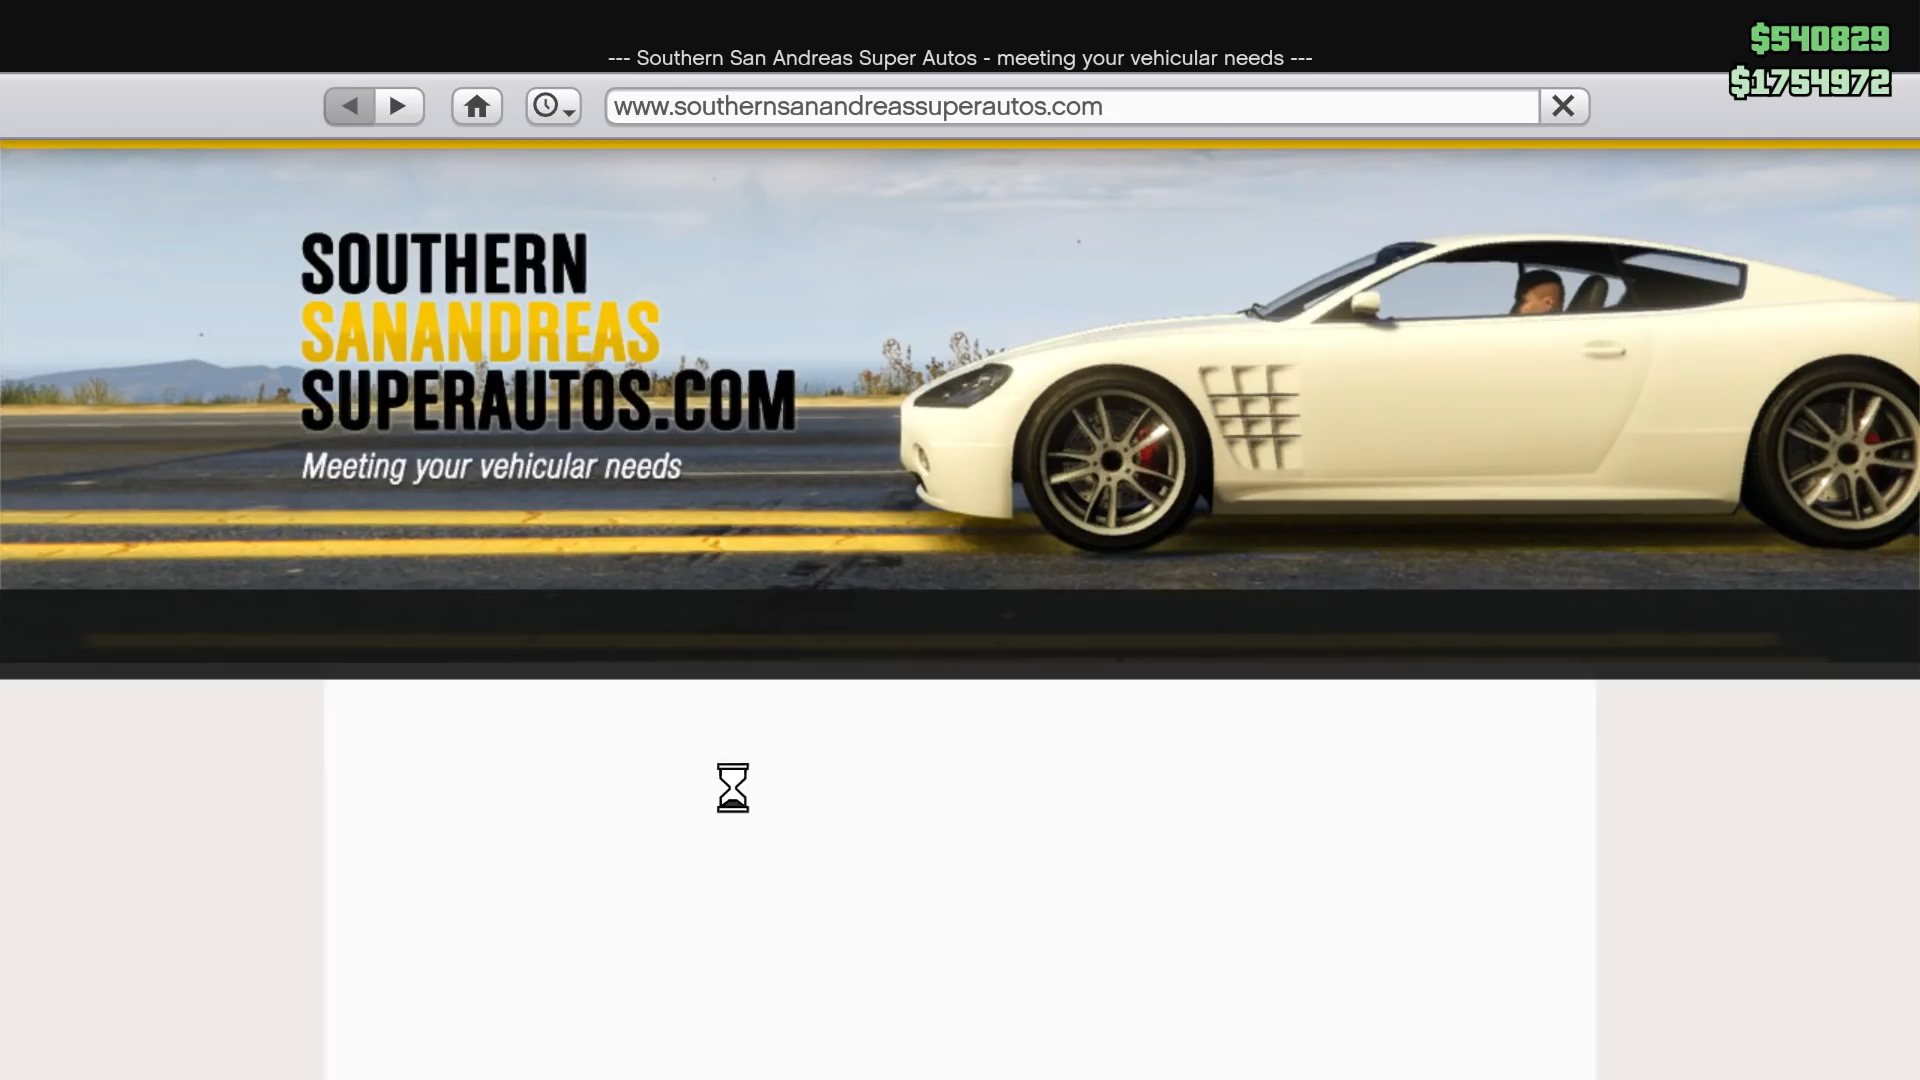 --- Southern San Andreas Super Autos - meeting your vehicular needs ---
$540829
$1754972
www.southernsanandreassuperautos.com
SOUTHERN
SANANDREAS
SUPERAUTOS.COM
Meeting your vehicular needs